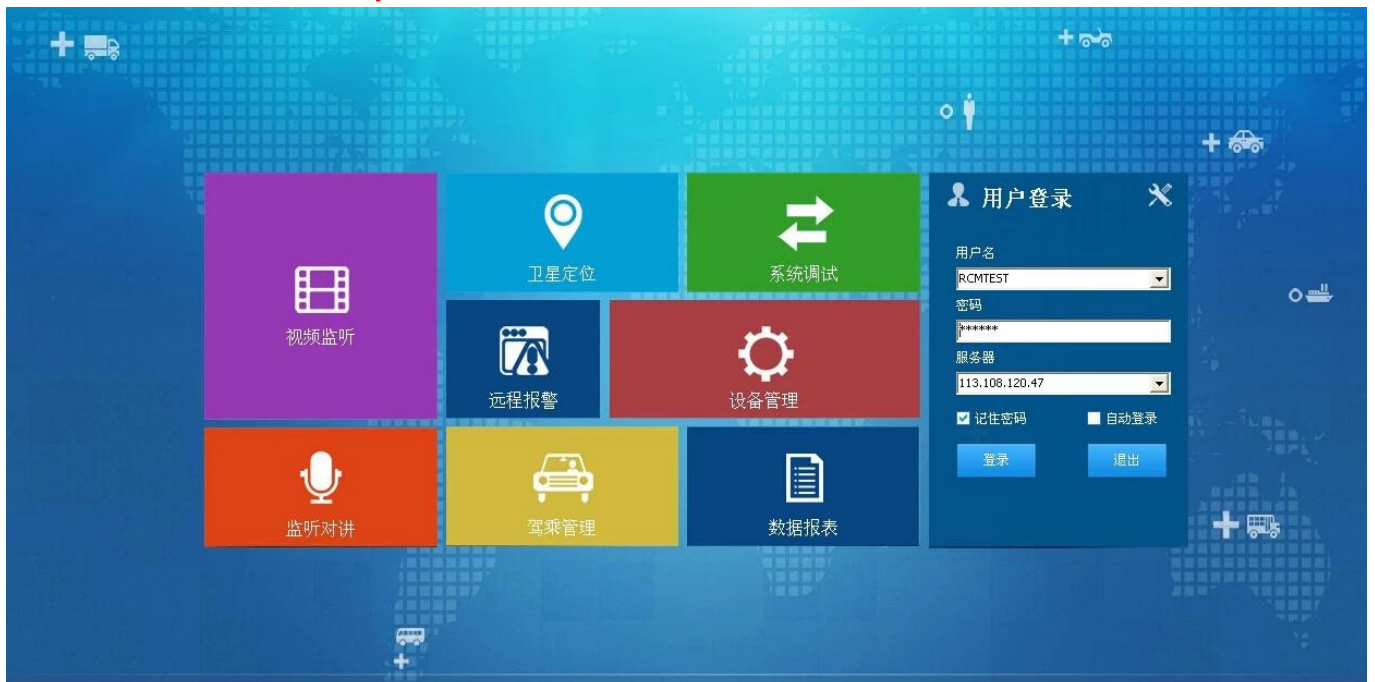 卫星定位
系统调试
视频监听
远程报警
设备管理
监听对讲
驾乘管理
数据报表
用户登录
用户名
RCMTEST
密码
******
服务器
113.108.120.47
记住密码
自动登录
登录
退出